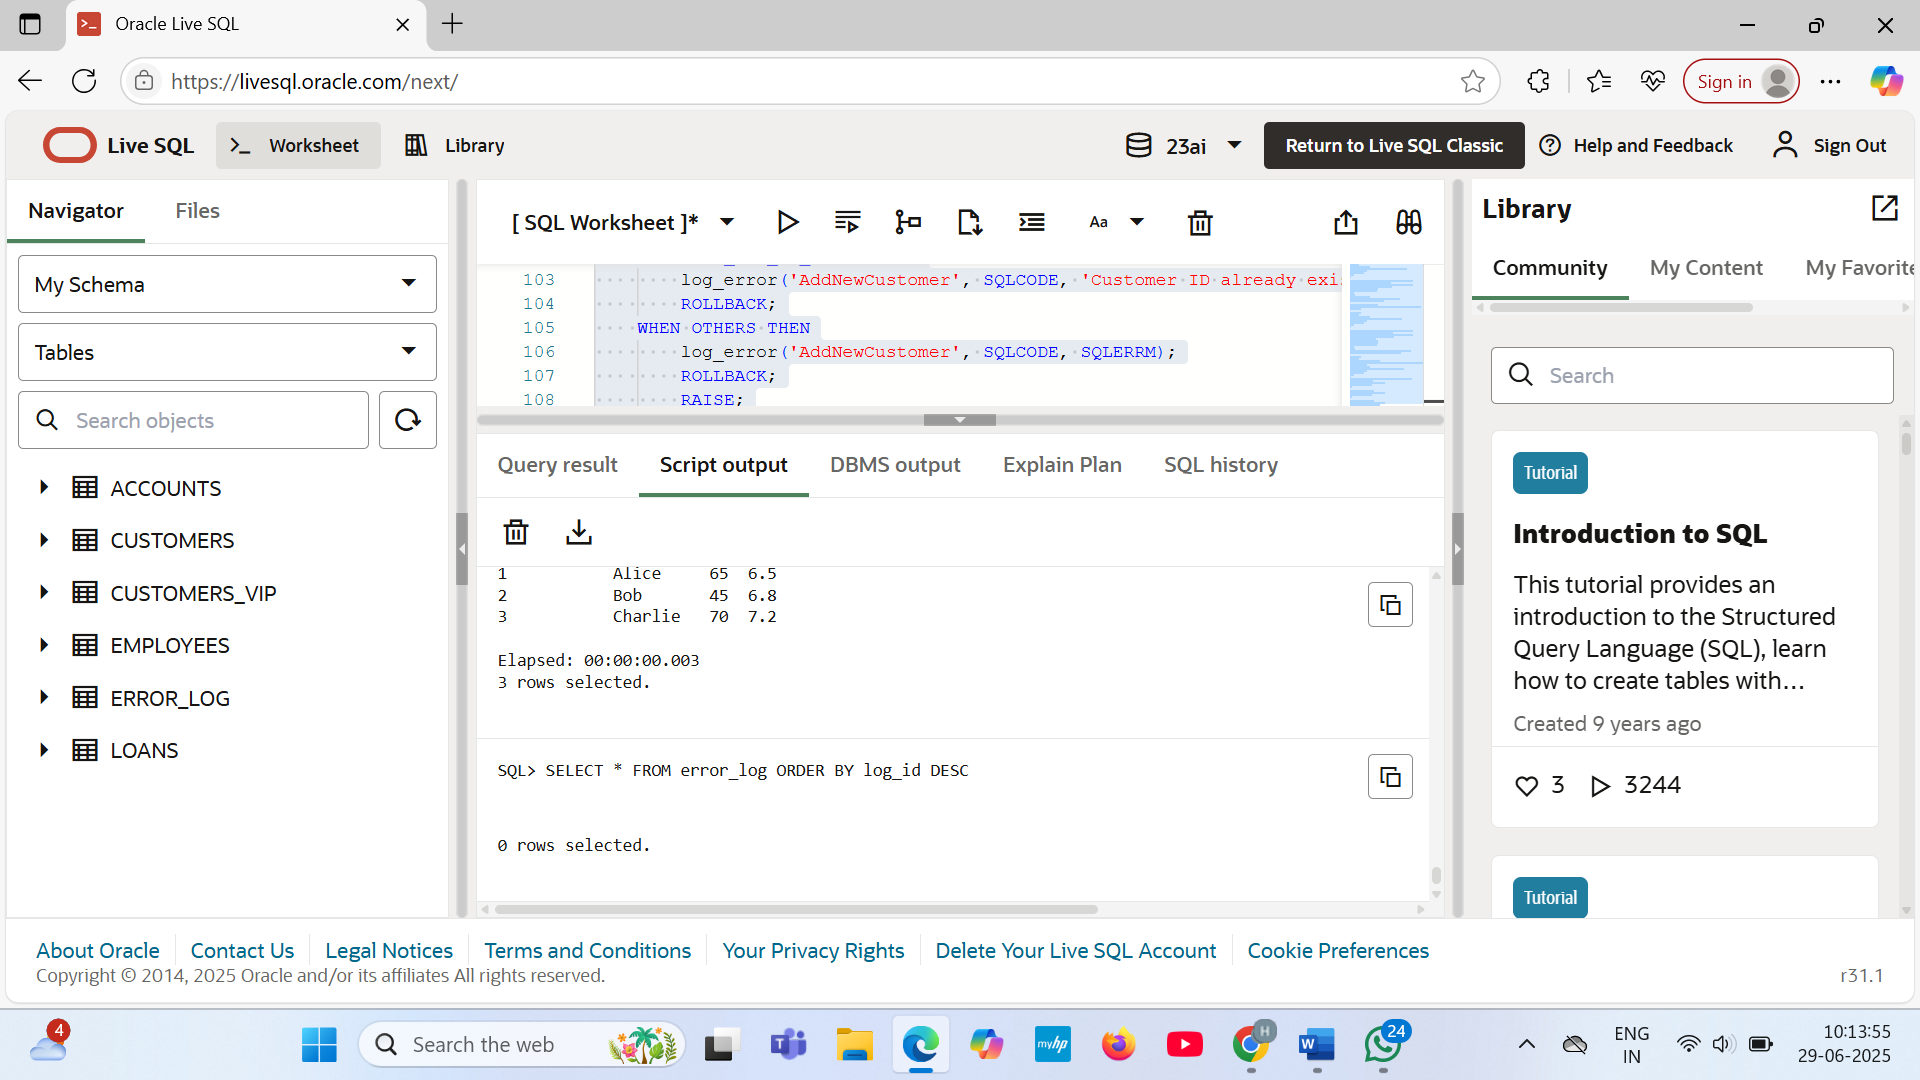 Oracle Live SQL
https://livesql.oracle.com/next/
Sign in
Live SQL
Worksheet
Library
23ai
Return to Live SQL Classic
Help and Feedback
Sign Out
Navigator
Files
My Schema
Tables
Search objects
ACCOUNTS
CUSTOMERS
CUSTOMERS_VIP
EMPLOYEES
ERROR_LOG
LOANS
[ SQL Worksheet ]*
Aa
103 log_error('AddNewCustomer', SQLCODE, 'Customer ID already exi
104 ROLLBACK;
105 WHEN OTHERS THEN
106 log_error('AddNewCustomer', SQLCODE, SQLERRM);
107 ROLLBACK;
108 RAISE;
Query result
Script output
DBMS output
Explain Plan
SQL history
1 Alice 65 6.5
2 Bob 45 6.8
3 Charlie 70 7.2
Elapsed: 00:00:00.003
3 rows selected.
SQL> SELECT * FROM error_log ORDER BY log_id DESC
0 rows selected.
Library
Community
My Content
My Favorite
Search
Tutorial
Introduction to SQL
This tutorial provides an
introduction to the Structured
Query Language (SQL), learn
how to create tables with...
Created 9 years ago
3
3244
Tutorial
About Oracle
Contact Us
Legal Notices
Terms and Conditions
Your Privacy Rights
Delete Your Live SQL Account
Cookie Preferences
Copyright © 2014, 2025 Oracle and/or its affiliates All rights reserved.
r31.1
4
Search the web
myhp
H
24
ENG
IN
10:13:55
29-06-2025